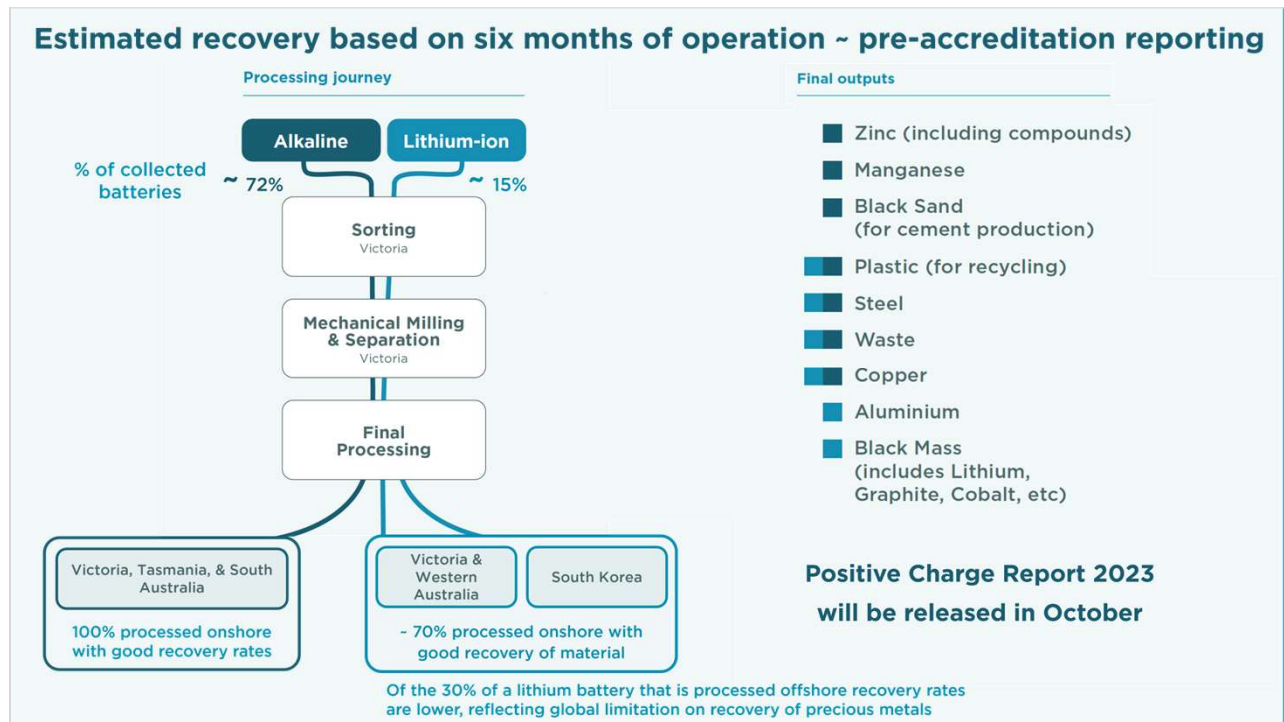 Estimated recovery based on six months of operation ~ pre-accreditation reporting
Processing journey
Alkaline
Lithium-ion
% of collected
batteries
~ 72%
~ 15%
Sorting
Victoria
Mechanical Milling
& Separation
Victoria
Final
Processing
Victoria, Tasmania, & South
Australia
100% processed onshore
with good recovery rates
Victoria &
Western
Australia
South Korea
~ 70% processed onshore with
good recovery of material
Of the 30% of a lithium battery that is processed offshore recovery rates
are lower, reflecting global limitation on recovery of precious metals
Final outputs
Zinc (including compounds)
Manganese
Black Sand
(for cement production)
Plastic (for recycling)
Steel
Waste
Copper
Aluminium
Black Mass
(includes Lithium,
Graphite, Cobalt, etc)
Positive Charge Report 2023
will be released in October